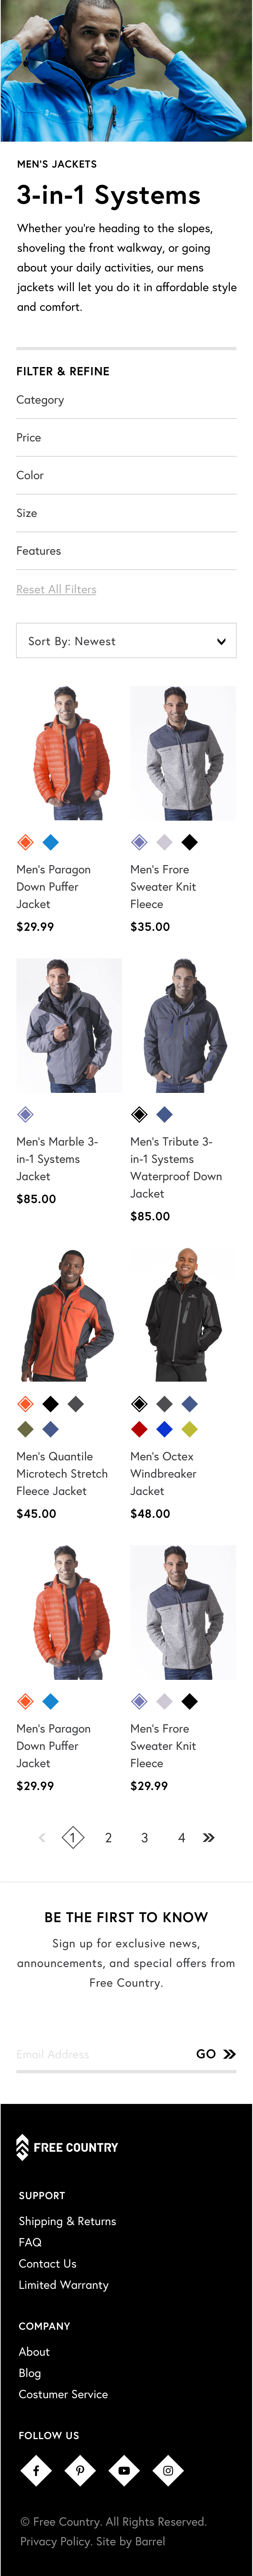 MEN'S JACKETS
3-in-1 Systems
Whether you're heading to the slopes,
shoveling the front walkway, or going
about your daily activities, our mens
jackets will let you do it in affordable style
and comfort.
FILTER & REFINE
Category
Price
Color
Size
Features
Reset All Filters
Sort By: Newest
Men's Paragon
Down Puffer
Jacket
$29.99
Men's Frore
Sweater Knit
Fleece
$35.00
Men's Marble 3-
in-1 Systems
Jacket
$85.00
Men's Tribute 3-
in-1 Systems
Waterproof Down
Jacket
$85.00
Men's Quantile
Microtech Stretch
Fleece Jacket
$45.00
Men's Octex
Windbreaker
Jacket
$48.00
Men's Paragon
Down Puffer
Jacket
$29.99
Men's Frore
Sweater Knit
Fleece
$29.99
1 2 3 4
BE THE FIRST TO KNOW
Sign up for exclusive news,
announcements, and special offers from
Free Country.
Email Address GO
FREE COUNTRY
SUPPORT
Shipping & Returns
FAQ
Contact Us
Limited Warranty
COMPANY
About
Blog
Costumer Service
FOLLOW US
© Free Country. All Rights Reserved.
Privacy Policy. Site by Barrel